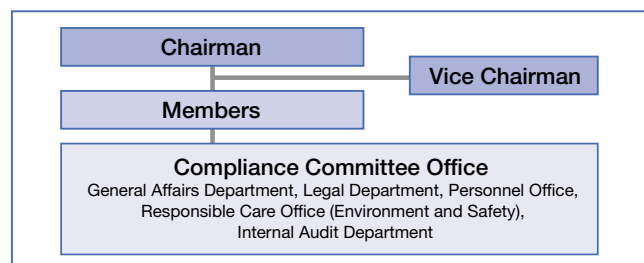 Chairman
Vice Chairman
Members
Compliance Committee Office
General Affairs Department, Legal Department, Personnel Office,
Responsible Care Office (Environment and Safety),
Internal Audit Department